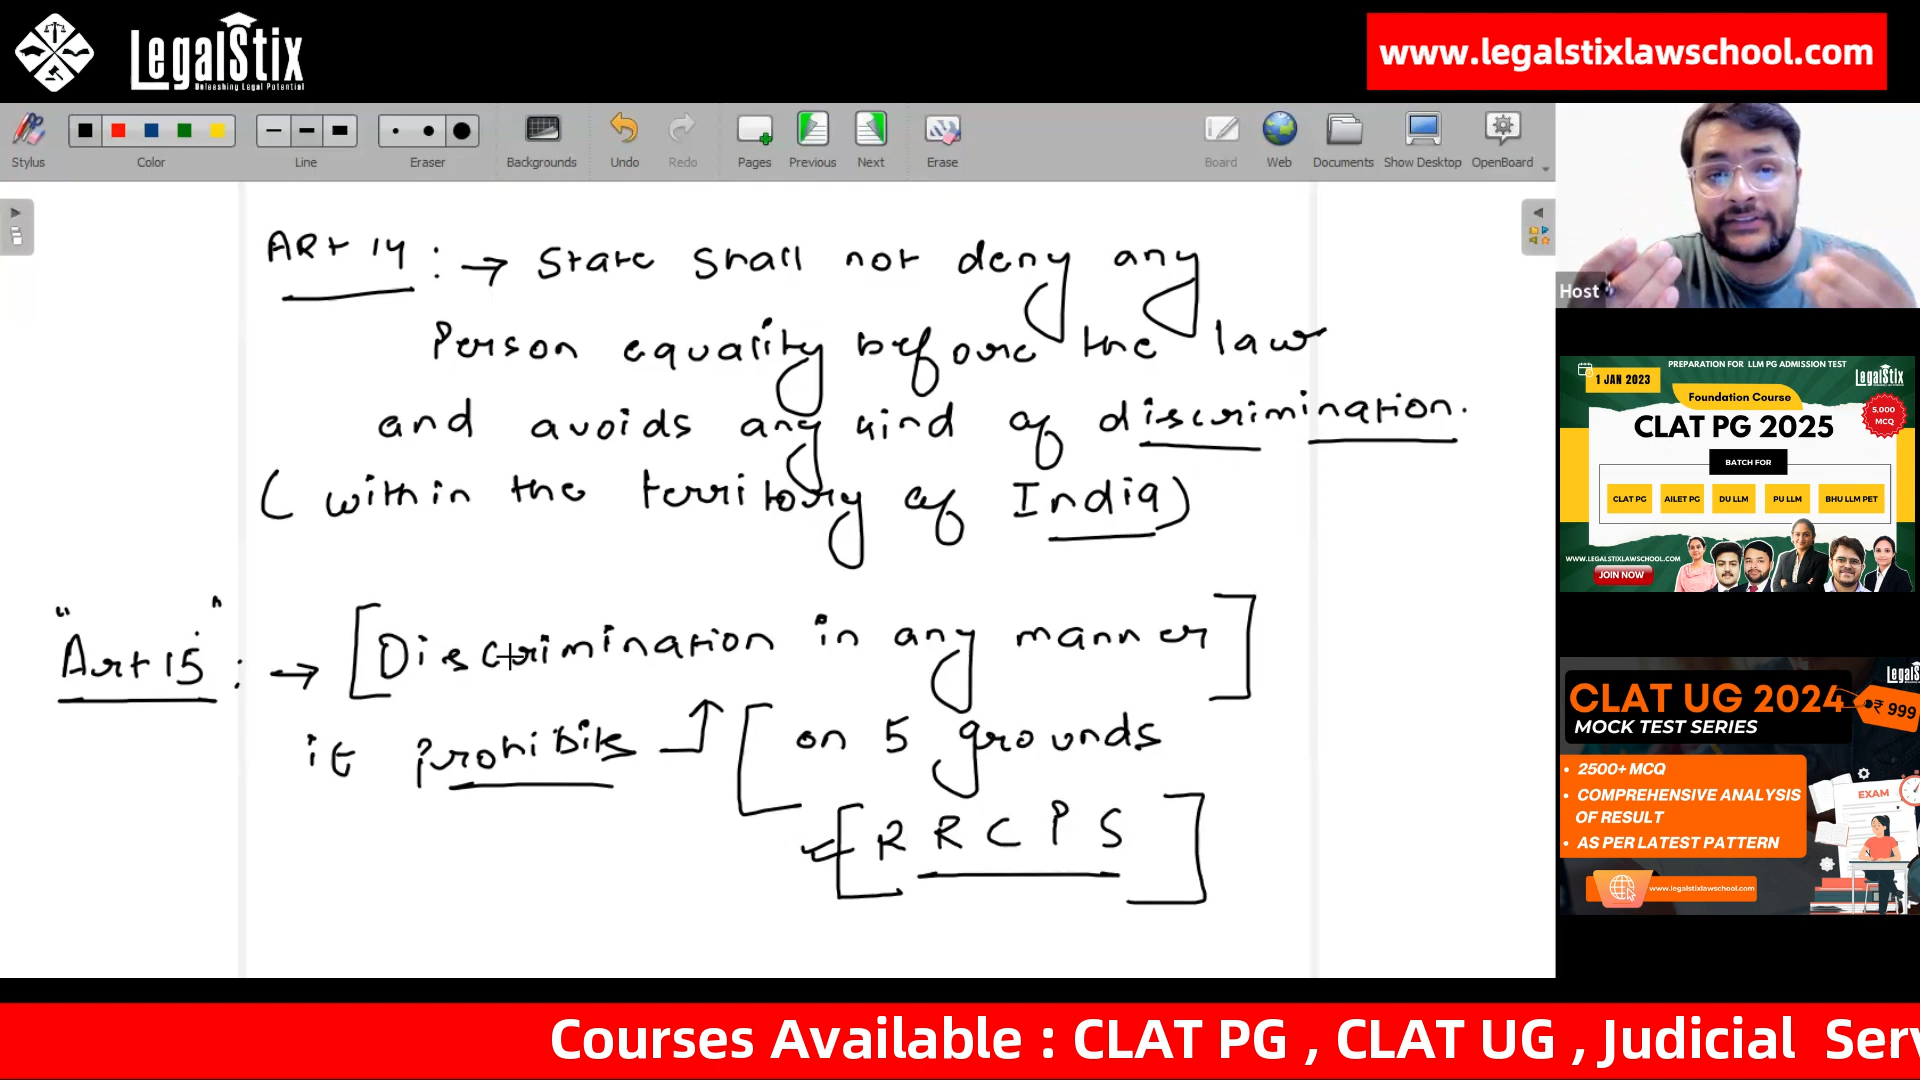 LegalStix
Unleashing Legal Potential
www.legalstixlawschool.com
Stylus
Color
Line
Eraser
Backgrounds
Undo
Redo
Pages
Previous
Next
Erase
Board
Web
Documents
Show Desktop
OpenBoard
Host
ARt 14 : → State shall not deny any
Person equality before the law
and avoids any kind of discrimination.
( within the territory of India )
"Art 15" : → [Discrimination in any manner]
it prohibits
[on 5 grounds
[R R C P S]
1 JAN 2023
PREPARATION FOR LLM PG ADMISSION TEST
LegalStix
Foundation Course
CLAT PG 2025
5,000
MCQ
BATCH FOR
CLAT PG
AILET PG
DU LLM
PU LLM
BHU LLM PET
WWW.LEGALSTIXLAWSCHOOL.COM
JOIN NOW
CLAT UG 2024
₹ 999
MOCK TEST SERIES
• 2500+ MCQ
• COMPREHENSIVE ANALYSIS
OF RESULT
• AS PER LATEST PATTERN
EXAM
www.legalstixlawschool.com
Courses Available : CLAT PG , CLAT UG , Judicial Serv